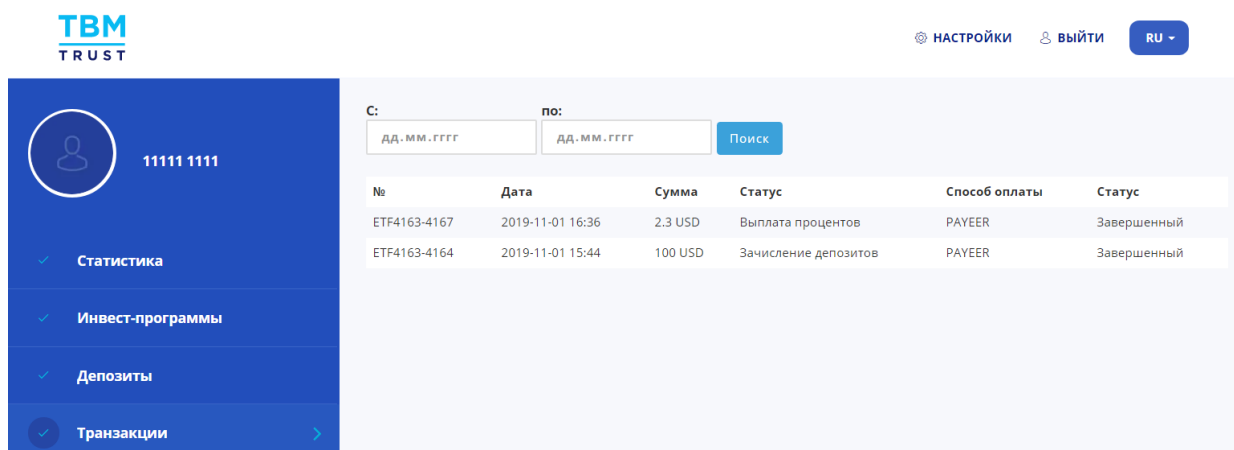 TBM
TRUST
НАСТРОЙКИ ВЫЙТИ RU
11111 1111
Статистика
Инвест-программы
Депозиты
Транзакции
С: по:
дд.мм.гггг дд.мм.гггг Поиск
№ Дата Сумма Статус Способ оплаты Статус
ETF4163-4167 2019-11-01 16:36 2.3 USD Выплата процентов PAYEER Завершенный
ETF4163-4164 2019-11-01 15:44 100 USD Зачисление депозитов PAYEER Завершенный